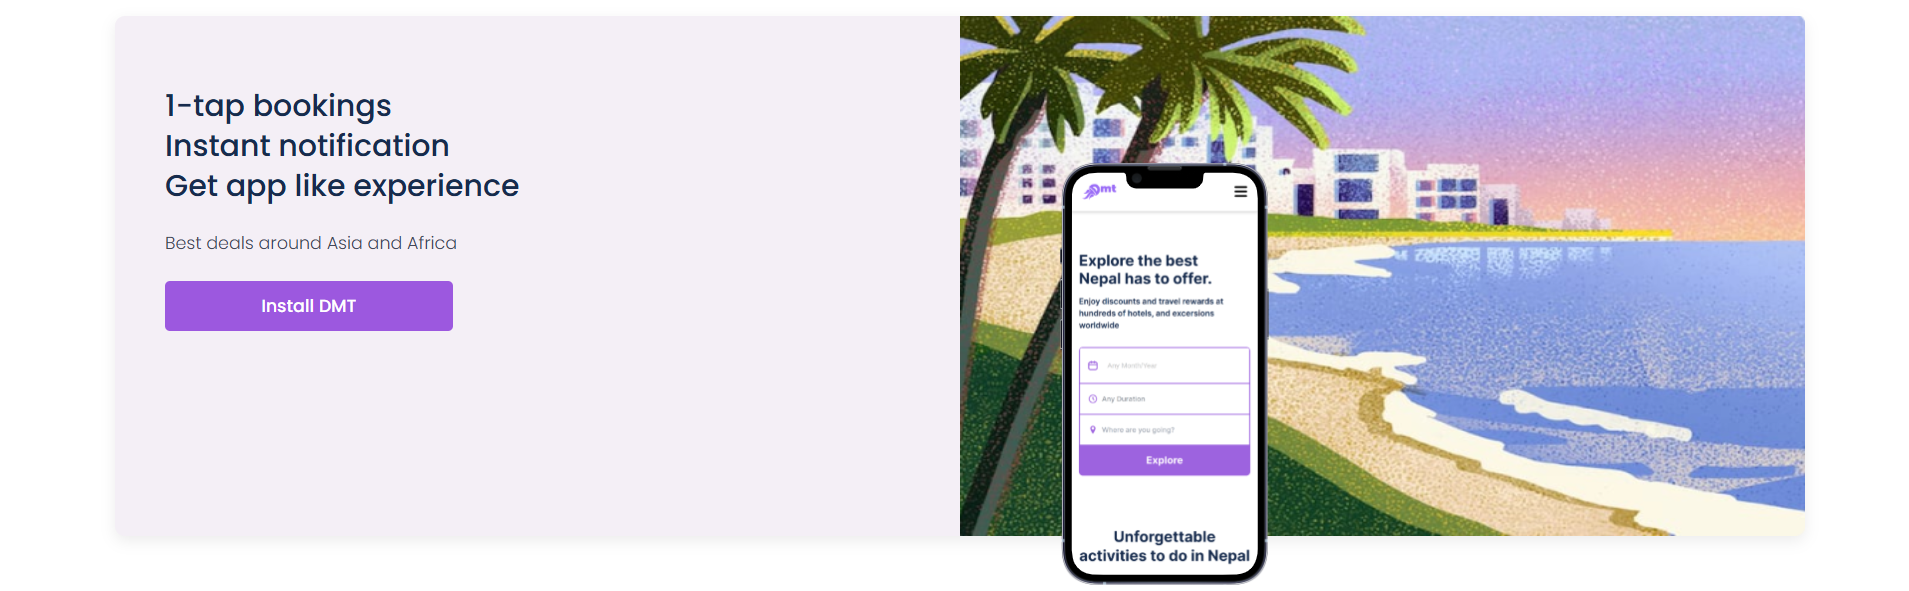 1-tap bookings
Instant notification
Get app like experience
Best deals around Asia and Africa
Install DMT
Dmt
Explore the best
Nepal has to offer.
Enjoy discounts and travel rewards at
hundreds of hotels, and excersions
worldwide
Any Month/Year
Any Duration
Where are you going?
Explore
Unforgettable
activities to do in Nepal